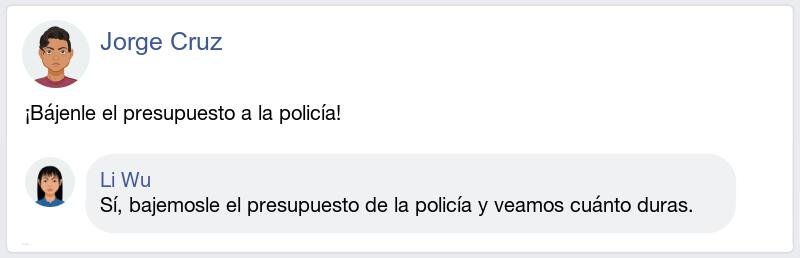 Jorge Cruz
¡Bájenle el presupuesto a la policía!
Li Wu
Sí, bajemosle el presupuesto de la policía y veamos cuánto duras.